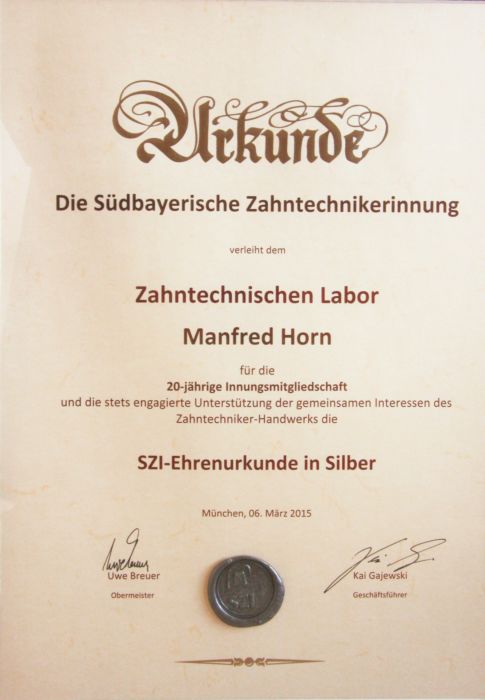 Urkunde
Die Südbayerische Zahntechnikerinnung
verleiht dem
Zahntechnischen Labor
Manfred Horn
für die
20-jährige Innungsmitgliedschaft
und die stets engagierte Unterstützung der gemeinsamen Interessen des
Zahntechniker-Handwerks die
SZI-Ehrenurkunde in Silber
München, 06. März 2015
Uwe Breuer
Kai Gajewski
Obermeister
Geschäftsführer
SZI